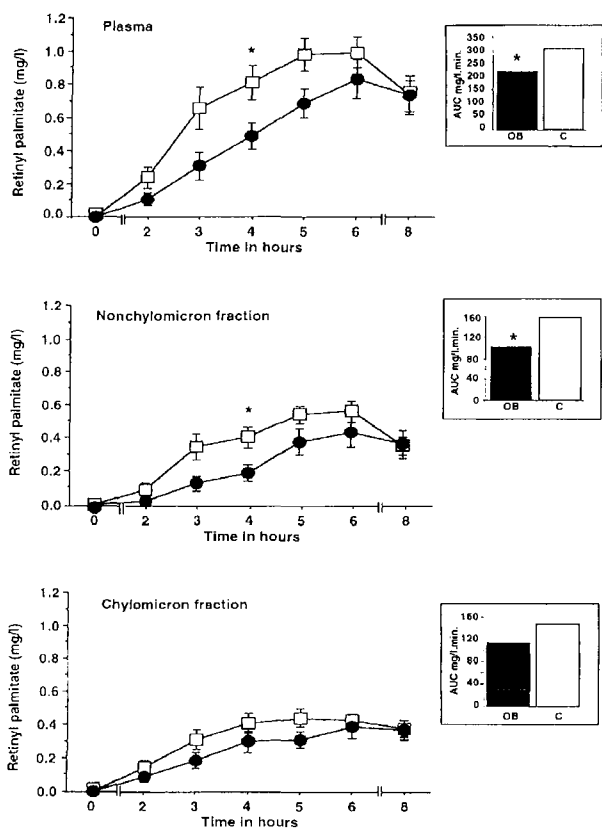 Plasma
Retinyl palmitate (mg/l)
1.2
1.0
0.8
0.6
0.4
0.2
0.0
*
0 2 3 4 5 6 8
Time in hours
AUC mg/l.min.
350
300
250
200
150
100
50
0
*
OB C
Nonchylomicron fraction
Retinyl palmitate (mg/l)
1.2
1.0
0.8
0.6
0.4
0.2
0.0
*
0 2 3 4 5 6 8
Time in hours
AUC mg/l.min.
160
120
80
40
0
*
OB C
Chylomicron fraction
Retinyl palmitate (mg/l)
1.2
1.0
0.8
0.6
0.4
0.2
0.0
0 2 3 4 5 6 8
Time in hours
AUC mg/l.min.
160
120
80
40
0
OB C